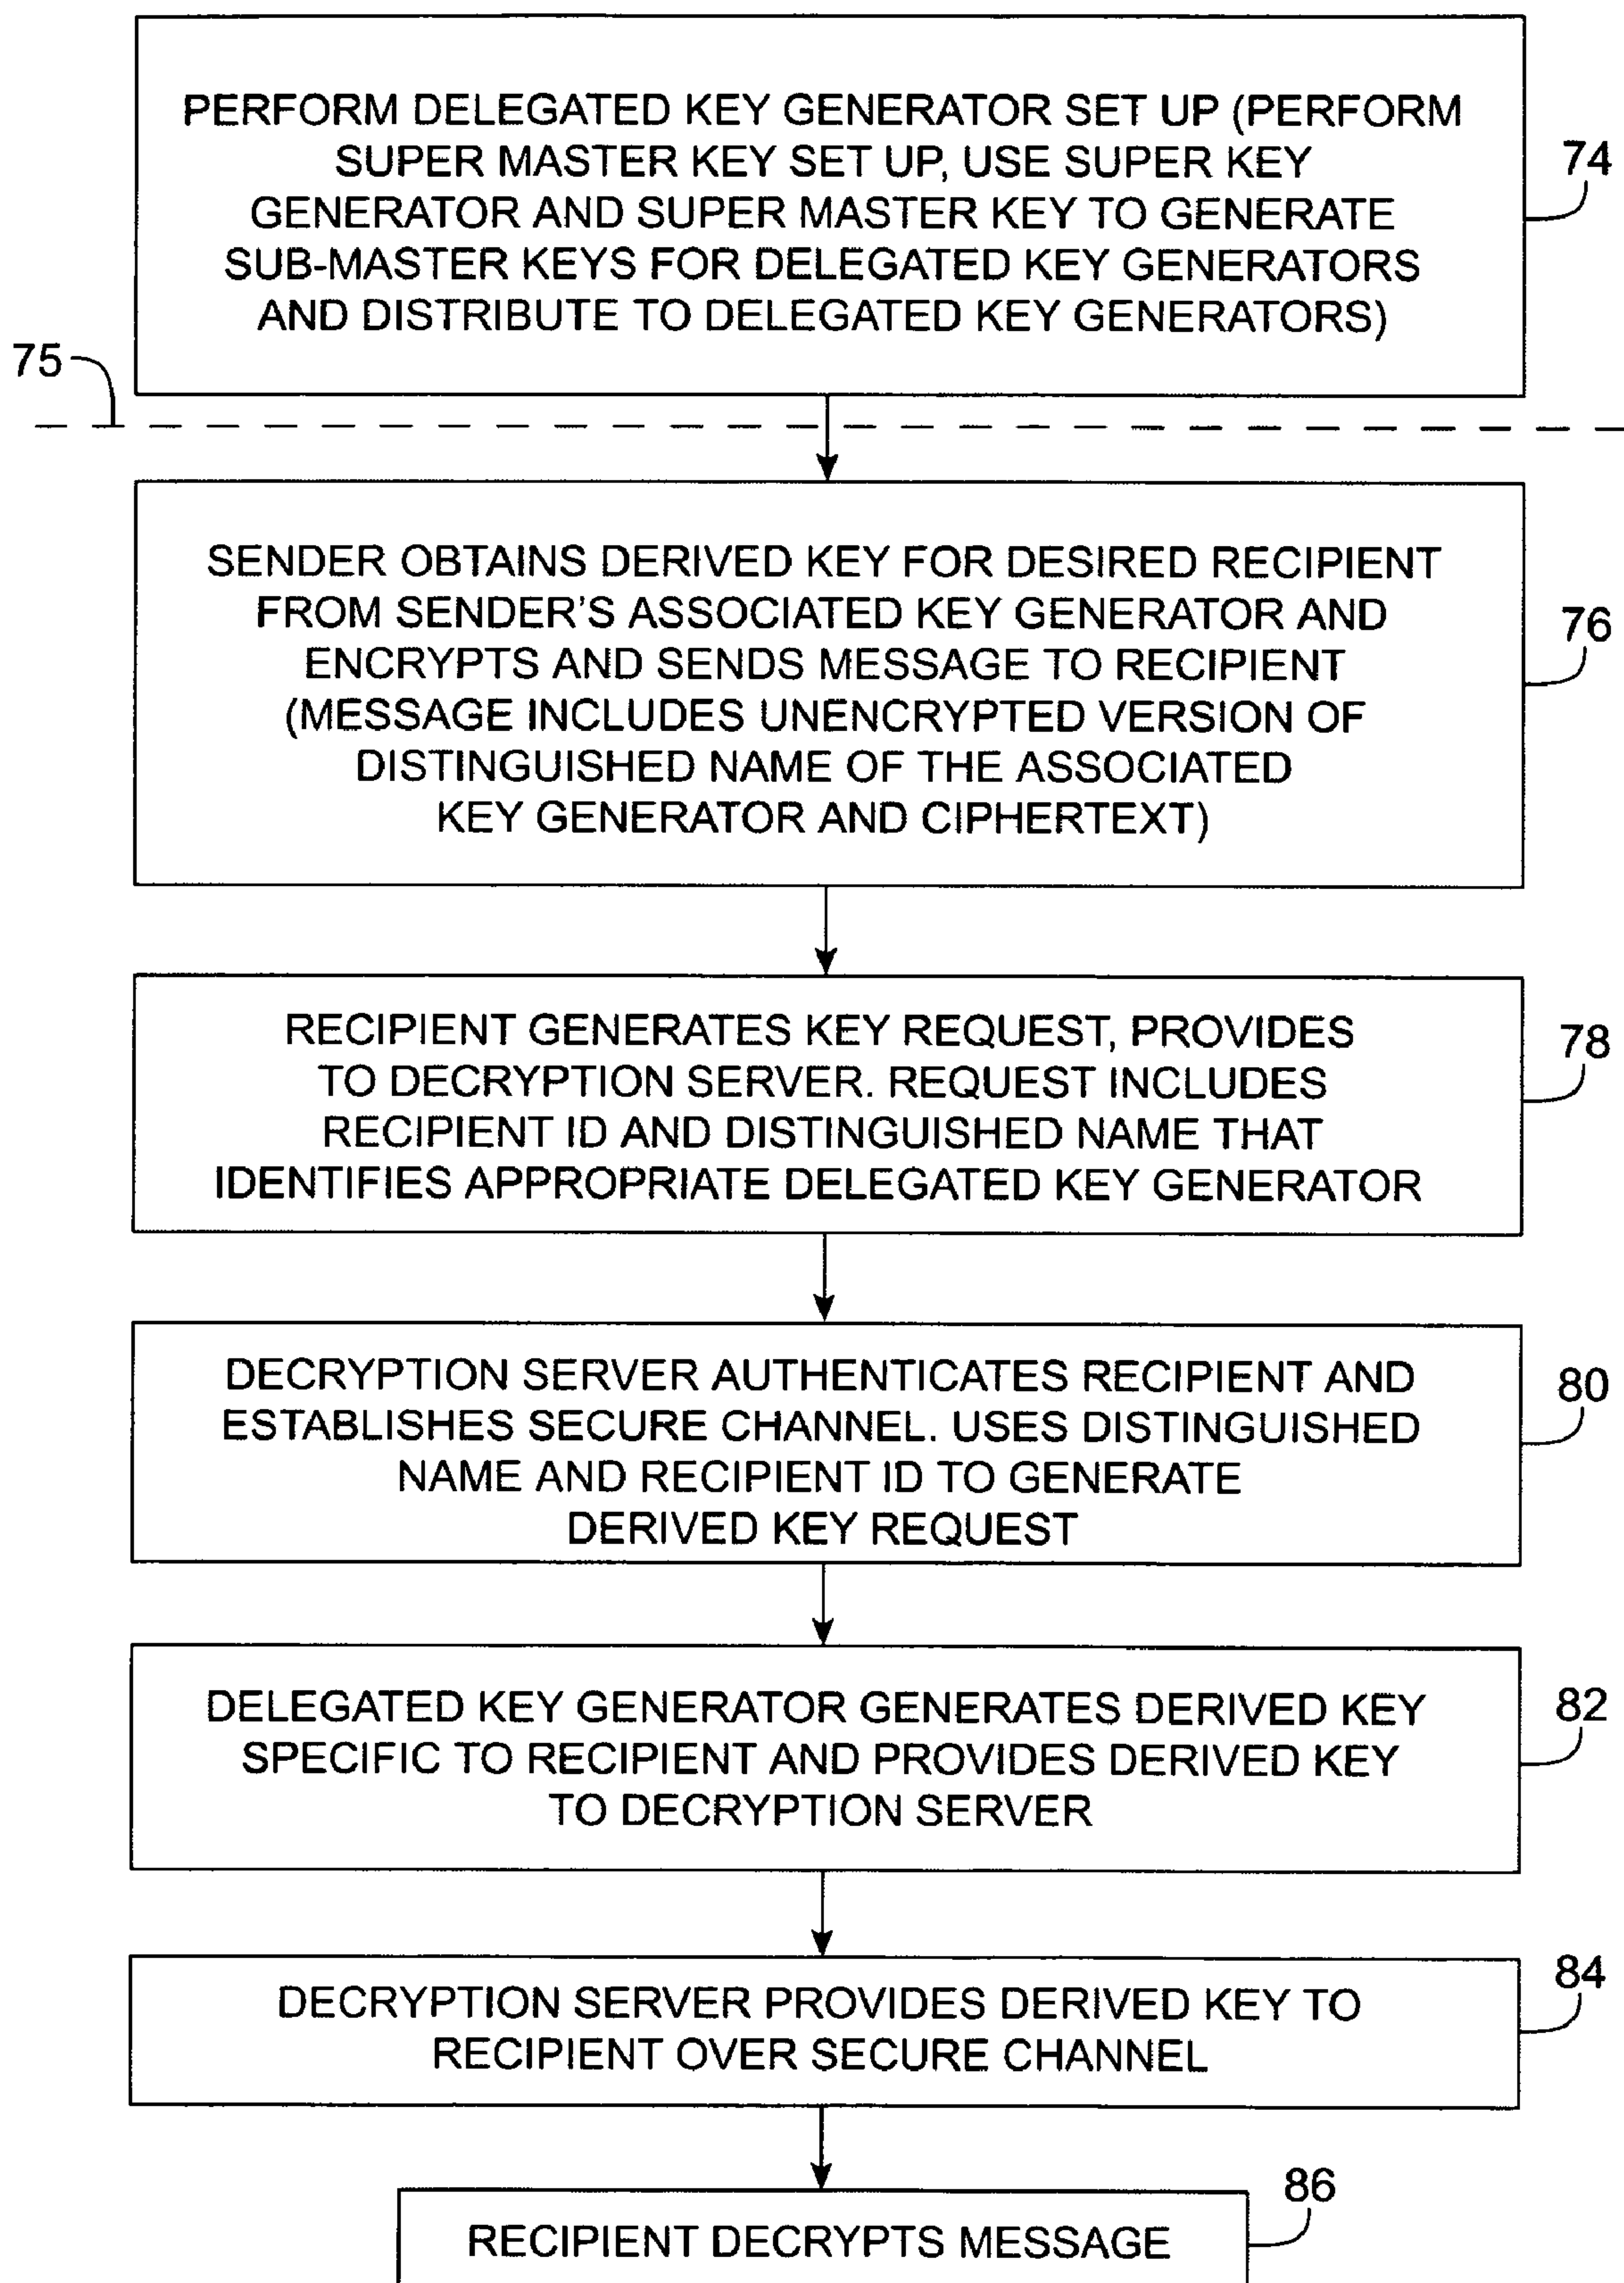 PERFORM DELEGATED KEY GENERATOR SET UP (PERFORM
SUPER MASTER KEY SET UP, USE SUPER KEY
GENERATOR AND SUPER MASTER KEY TO GENERATE
SUB-MASTER KEYS FOR DELEGATED KEY GENERATORS
AND DISTRIBUTE TO DELEGATED KEY GENERATORS)
74
75
SENDER OBTAINS DERIVED KEY FOR DESIRED RECIPIENT
FROM SENDER'S ASSOCIATED KEY GENERATOR AND
ENCRYPTS AND SENDS MESSAGE TO RECIPIENT
(MESSAGE INCLUDES UNENCRYPTED VERSION OF
DISTINGUISHED NAME OF THE ASSOCIATED
KEY GENERATOR AND CIPHERTEXT)
76
RECIPIENT GENERATES KEY REQUEST, PROVIDES
TO DECRYPTION SERVER. REQUEST INCLUDES
RECIPIENT ID AND DISTINGUISHED NAME THAT
IDENTIFIES APPROPRIATE DELEGATED KEY GENERATOR
78
DECRYPTION SERVER AUTHENTICATES RECIPIENT AND
ESTABLISHES SECURE CHANNEL. USES DISTINGUISHED
NAME AND RECIPIENT ID TO GENERATE
DERIVED KEY REQUEST
80
DELEGATED KEY GENERATOR GENERATES DERIVED KEY
SPECIFIC TO RECIPIENT AND PROVIDES DERIVED KEY
TO DECRYPTION SERVER
82
DECRYPTION SERVER PROVIDES DERIVED KEY TO
RECIPIENT OVER SECURE CHANNEL
84
RECIPIENT DECRYPTS MESSAGE
86